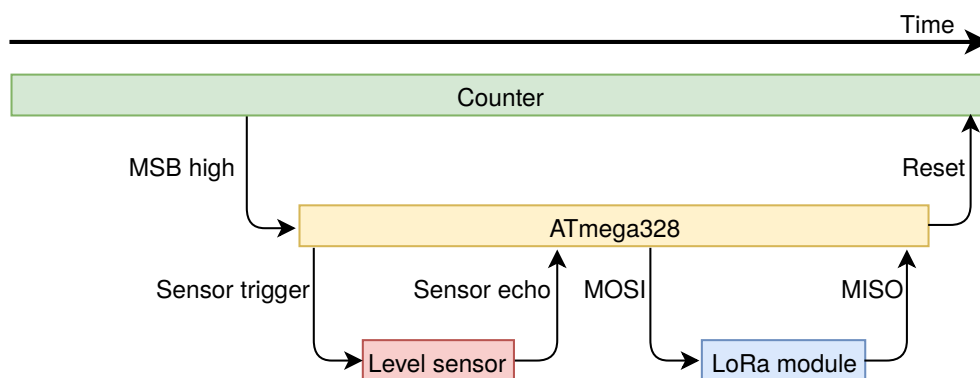 Time
Counter
MSB high
Reset
ATmega328
Sensor trigger
Sensor echo
MOSI
MISO
Level sensor
LoRa module